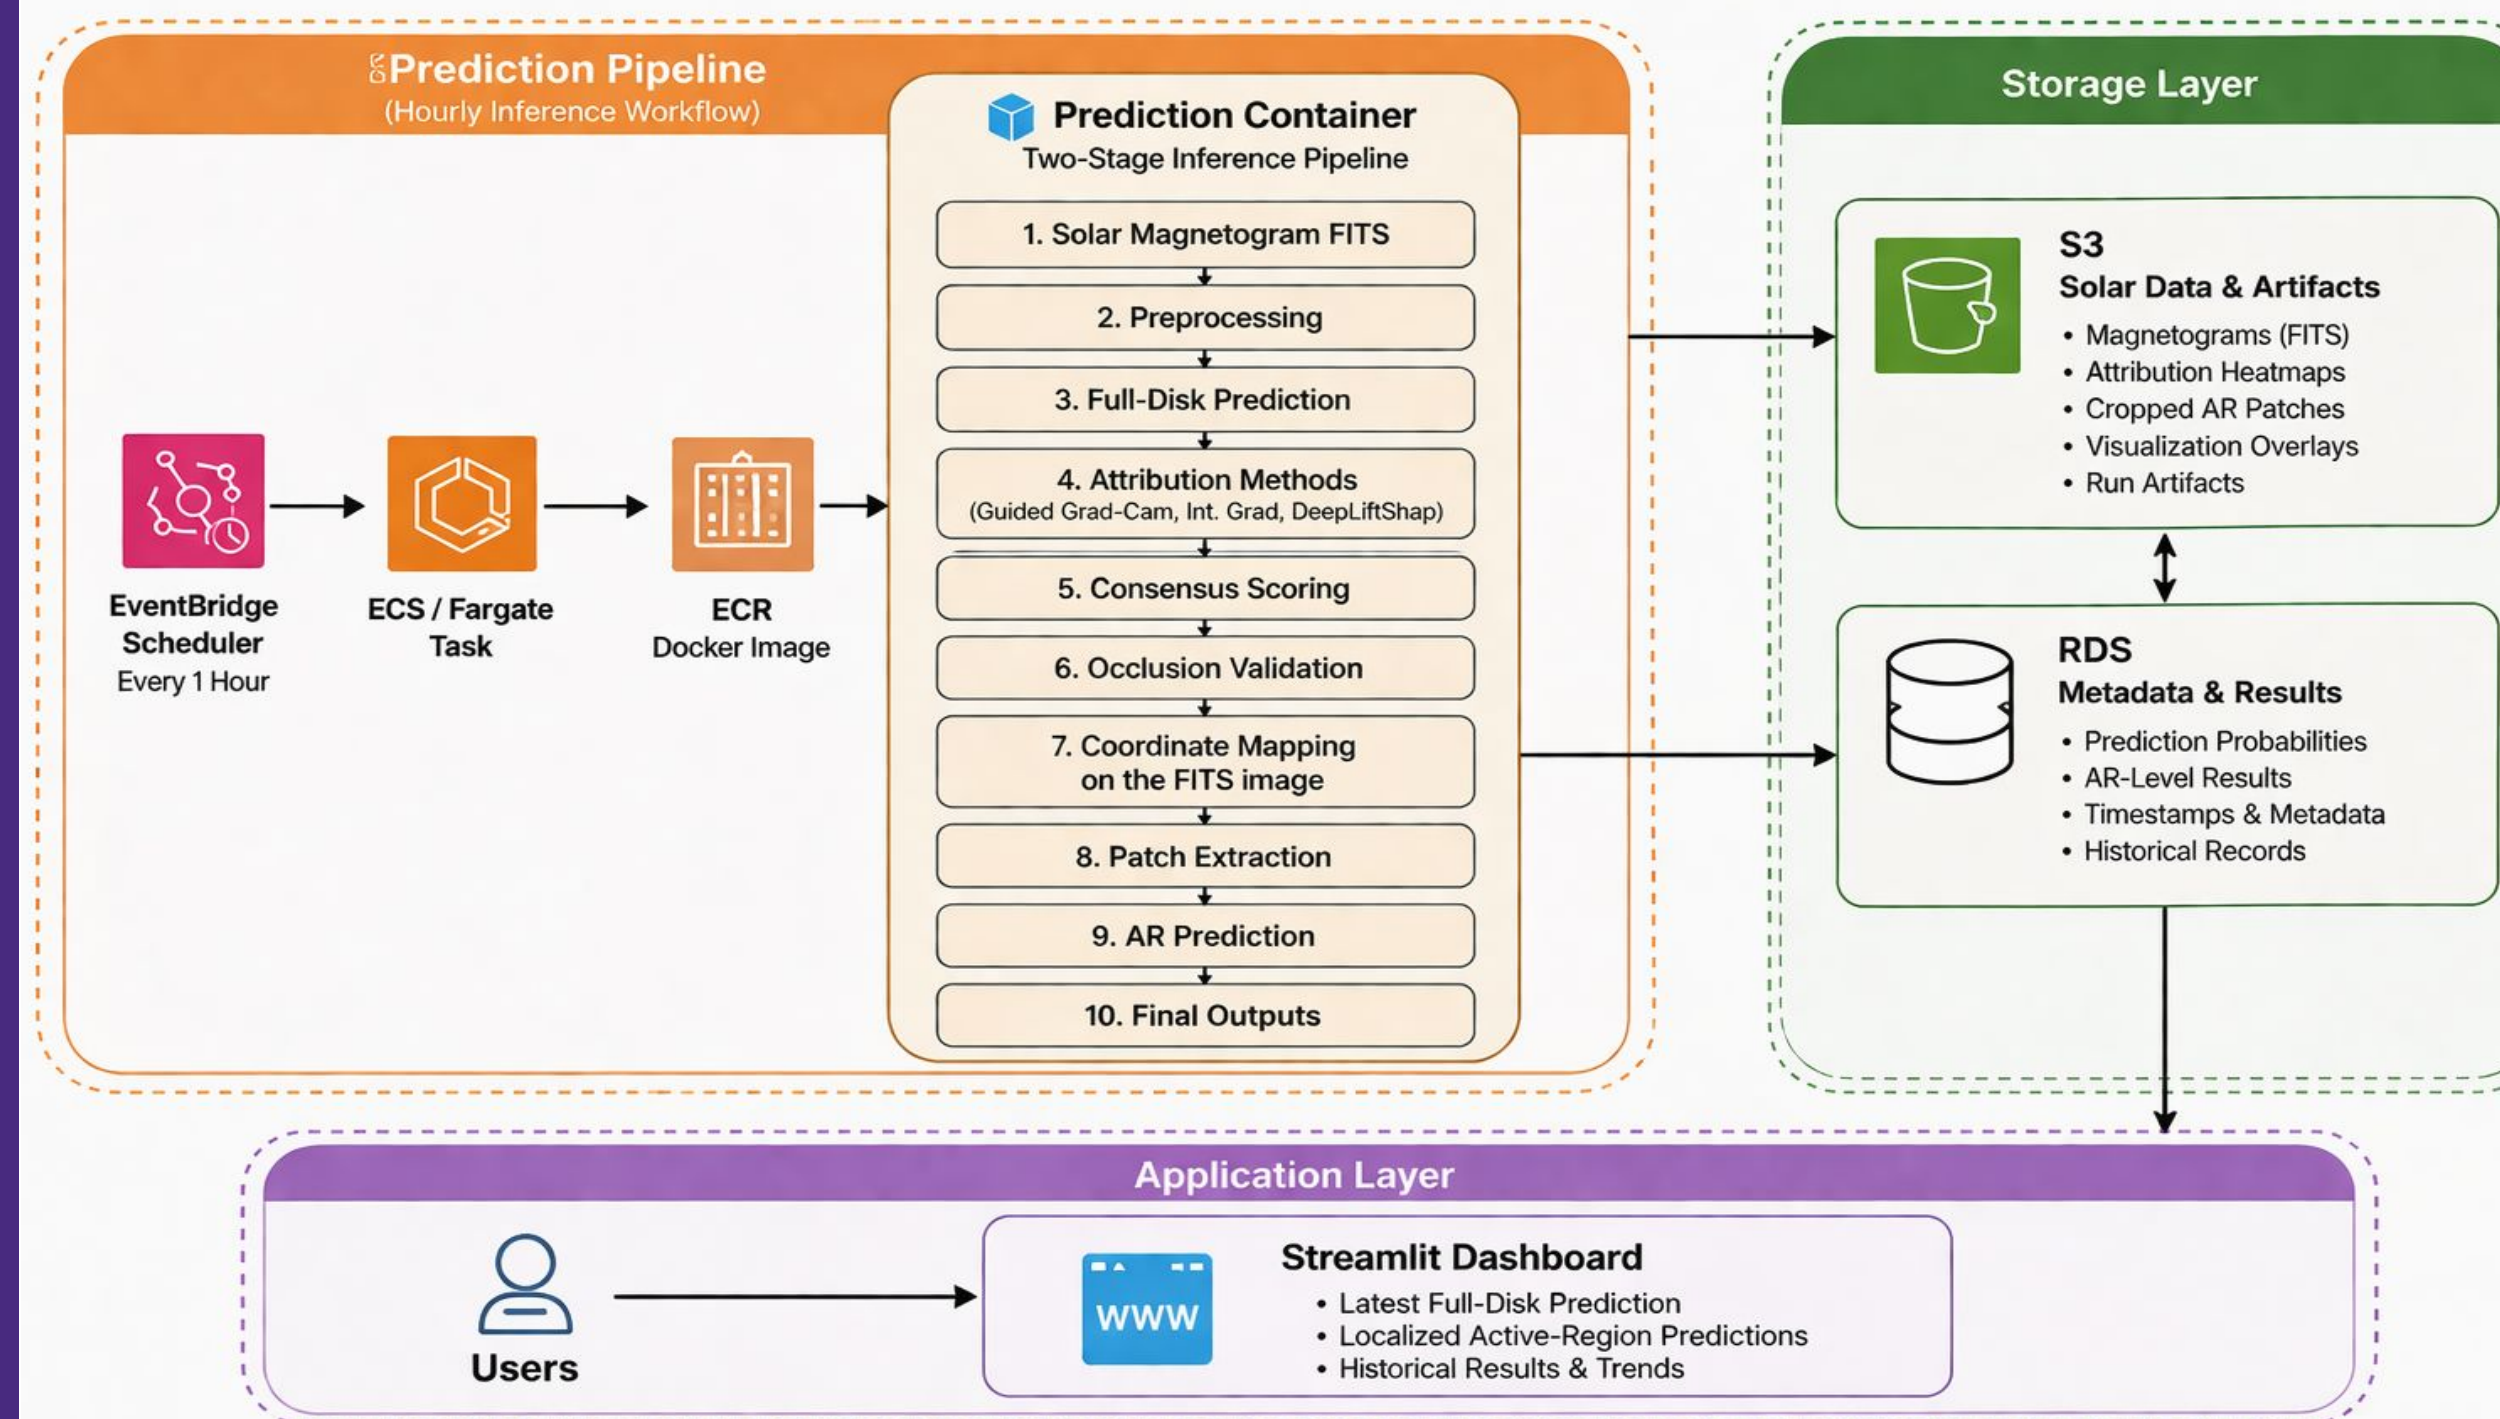 Prediction Pipeline
(Hourly Inference Workflow)
EventBridge
Scheduler
Every 1 Hour
ECS / Fargate
Task
ECR
Docker Image
Prediction Container
Two-Stage Inference Pipeline
1. Solar Magnetogram FITS
2. Preprocessing
3. Full-Disk Prediction
4. Attribution Methods
(Guided Grad-Cam, Int. Grad, DeepLiftShap)
5. Consensus Scoring
6. Occlusion Validation
7. Coordinate Mapping
on the FITS image
8. Patch Extraction
9. AR Prediction
10. Final Outputs
Storage Layer
S3
Solar Data & Artifacts
• Magnetograms (FITS)
• Attribution Heatmaps
• Cropped AR Patches
• Visualization Overlays
• Run Artifacts
RDS
Metadata & Results
• Prediction Probabilities
• AR-Level Results
• Timestamps & Metadata
• Historical Records
Application Layer
Users
WWW
Streamlit Dashboard
• Latest Full-Disk Prediction
• Localized Active-Region Predictions
• Historical Results & Trends